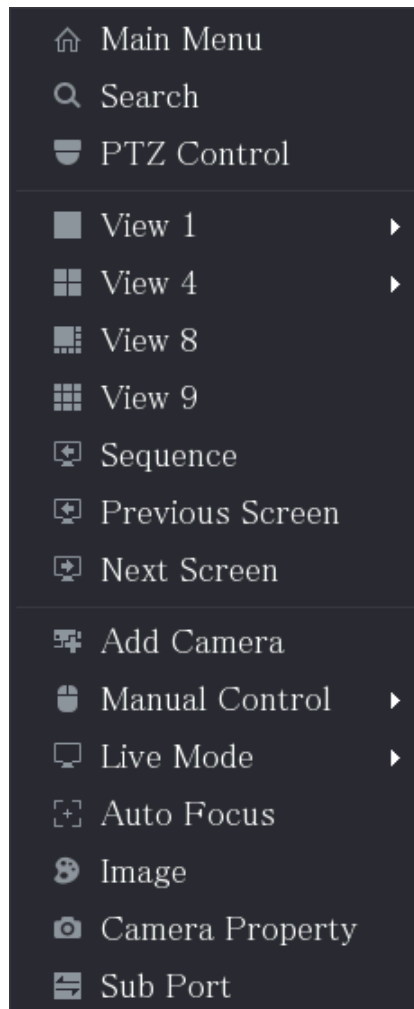 Main Menu
Search
PTZ Control
View 1
View 4
View 8
View 9
Sequence
Previous Screen
Next Screen
Add Camera
Manual Control
Live Mode
Auto Focus
Image
Camera Property
Sub Port